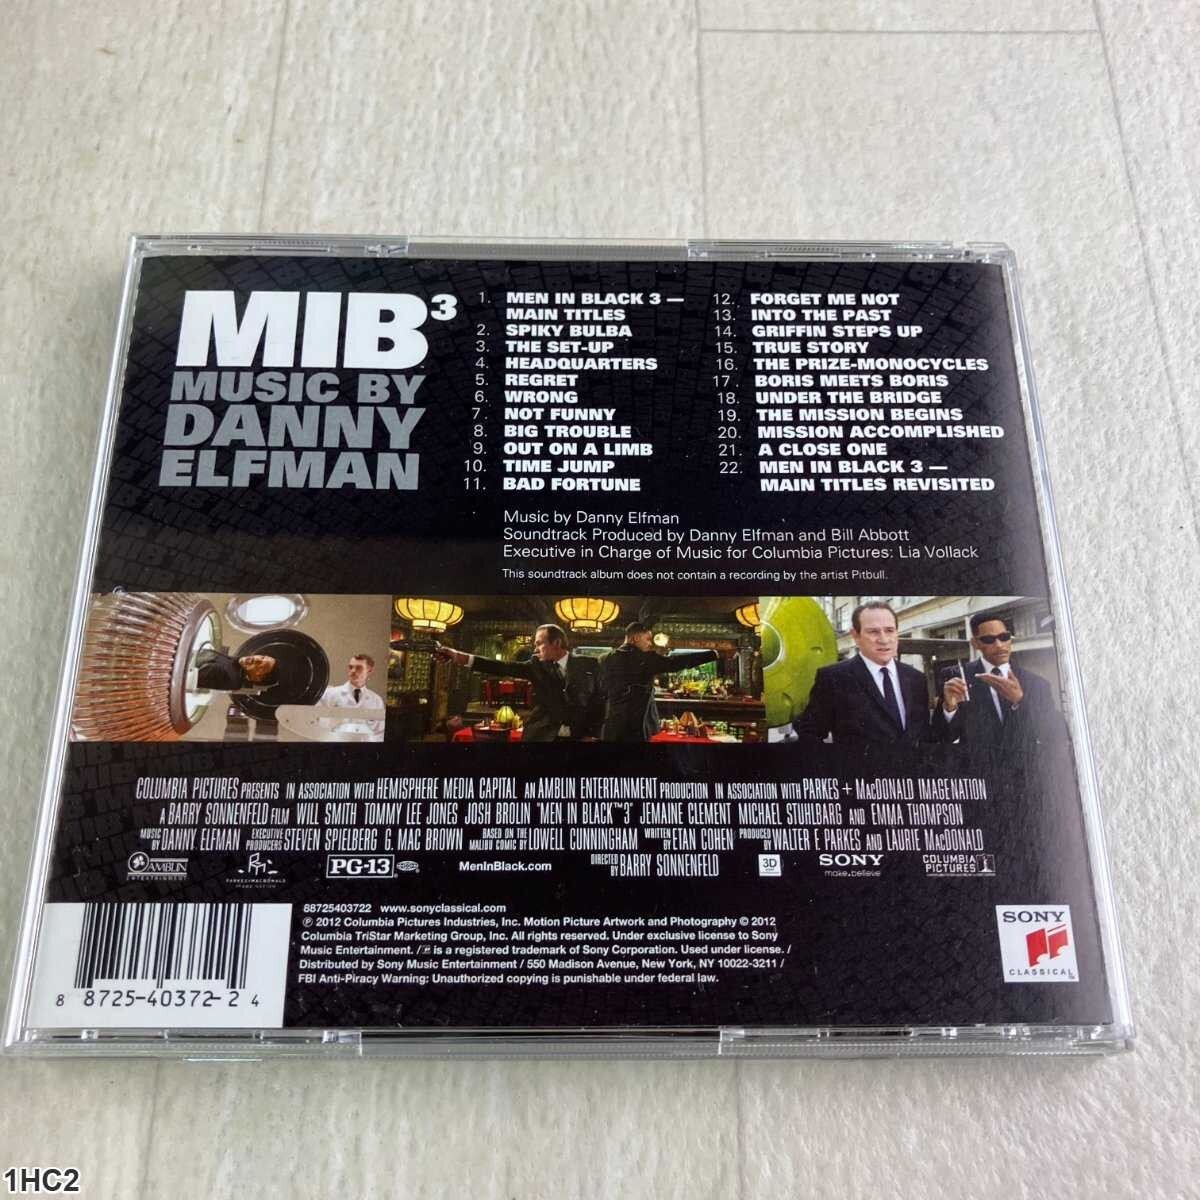 MIB3
MUSIC BY
DANNY
ELFMAN
1. MEN IN BLACK 3 —
MAIN TITLES
2. SPIKY BULBA
3. THE SET-UP
4. HEADQUARTERS
5. REGRET
6. WRONG
7. NOT FUNNY
8. BIG TROUBLE
9. OUT ON A LIMB
10. TIME JUMP
11. BAD FORTUNE
12. FORGET ME NOT
13. INTO THE PAST
14. GRIFFIN STEPS UP
15. TRUE STORY
16. THE PRIZE-MONOCYCLES
17. BORIS MEETS BORIS
18. UNDER THE BRIDGE
19. THE MISSION BEGINS
20. MISSION ACCOMPLISHED
21. A CLOSE ONE
22. MEN IN BLACK 3 —
MAIN TITLES REVISITED
Music by Danny Elfman
Soundtrack Produced by Danny Elfman and Bill Abbott
Executive in Charge of Music for Columbia Pictures: Lia Vollack
This soundtrack album does not contain a recording by the artist Pitbull.
COLUMBIA PICTURES PRESENTS IN ASSOCIATION WITH HEMISPHERE MEDIA CAPITAL AN AMBLIN ENTERTAINMENT PRODUCTION IN ASSOCIATION WITH PARKES + MACDONALD IMAGE NATION
A BARRY SONNENFELD FILM WILL SMITH TOMMY LEE JONES JOSH BROLIN "MEN IN BLACK™3" JEMAINE CLEMENT MICHAEL STUHLBARG AND EMMA THOMPSON
MUSIC BY DANNY ELFMAN EXECUTIVE PRODUCERS STEVEN SPIELBERG G. MAC BROWN BASED ON THE MALIBU COMIC BY LOWELL CUNNINGHAM WRITTEN BY ETAN COHEN PRODUCED BY WALTER F. PARKES AND LAURIE MACDONALD
DIRECTED BY BARRY SONNENFELD
AMBLIN ENTERTAINMENT
PARKES+MACDONALD IMAGE NATION
PG-13
MenInBlack.com
3D
SONY
make.believe
COLUMBIA PICTURES
88725403722 www.sonyclassical.com
℗ 2012 Columbia Pictures Industries, Inc. Motion Picture Artwork and Photography © 2012
Columbia TriStar Marketing Group, Inc. All rights reserved. Under exclusive license to Sony
Music Entertainment. / is a registered trademark of Sony Corporation. Used under license. /
Distributed by Sony Music Entertainment / 550 Madison Avenue, New York, NY 10022-3211 /
FBI Anti-Piracy Warning: Unauthorized copying is punishable under federal law.
8 87254-0372-2 4
SONY
CLASSICAL
1HC2